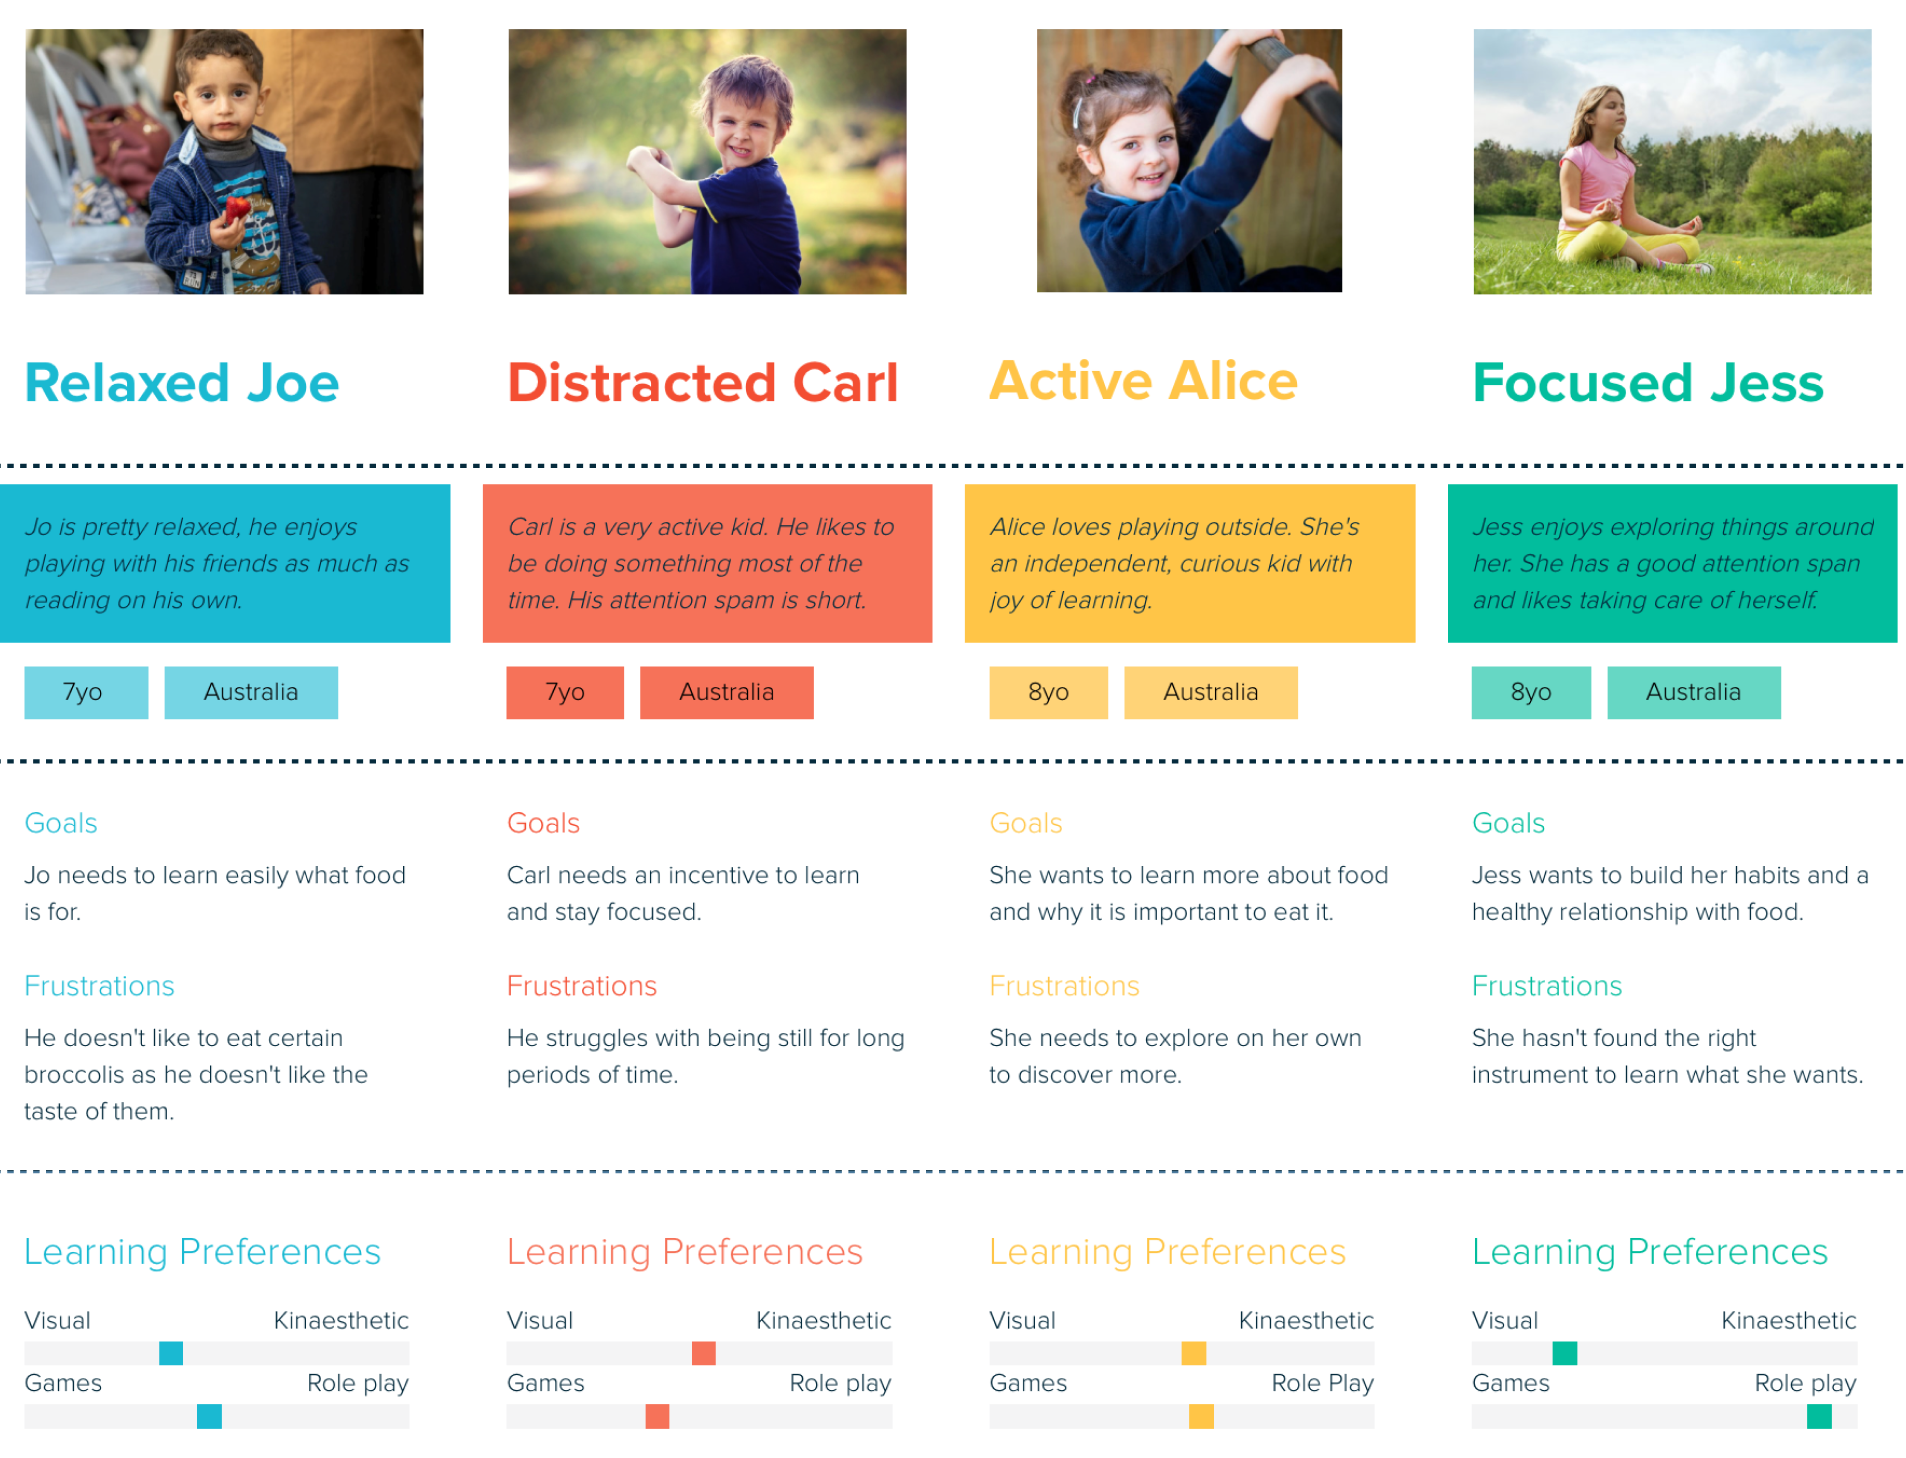 Relaxed Joe
Jo is pretty relaxed, he enjoys
playing with his friends as much as
reading on his own.
7yo
Australia
Goals
Jo needs to learn easily what food
is for.
Frustrations
He doesn't like to eat certain
broccolis as he doesn't like the
taste of them.
Learning Preferences
Visual Kinaesthetic
Games Role play
Distracted Carl
Carl is a very active kid. He likes to
be doing something most of the
time. His attention spam is short.
7yo
Australia
Goals
Carl needs an incentive to learn
and stay focused.
Frustrations
He struggles with being still for long
periods of time.
Learning Preferences
Visual Kinaesthetic
Games Role play
Active Alice
Alice loves playing outside. She's
an independent, curious kid with
joy of learning.
8yo
Australia
Goals
She wants to learn more about food
and why it is important to eat it.
Frustrations
She needs to explore on her own
to discover more.
Learning Preferences
Visual Kinaesthetic
Games Role Play
Focused Jess
Jess enjoys exploring things around
her. She has a good attention span
and likes taking care of herself.
8yo
Australia
Goals
Jess wants to build her habits and a
healthy relationship with food.
Frustrations
She hasn't found the right
instrument to learn what she wants.
Learning Preferences
Visual Kinaesthetic
Games Role play